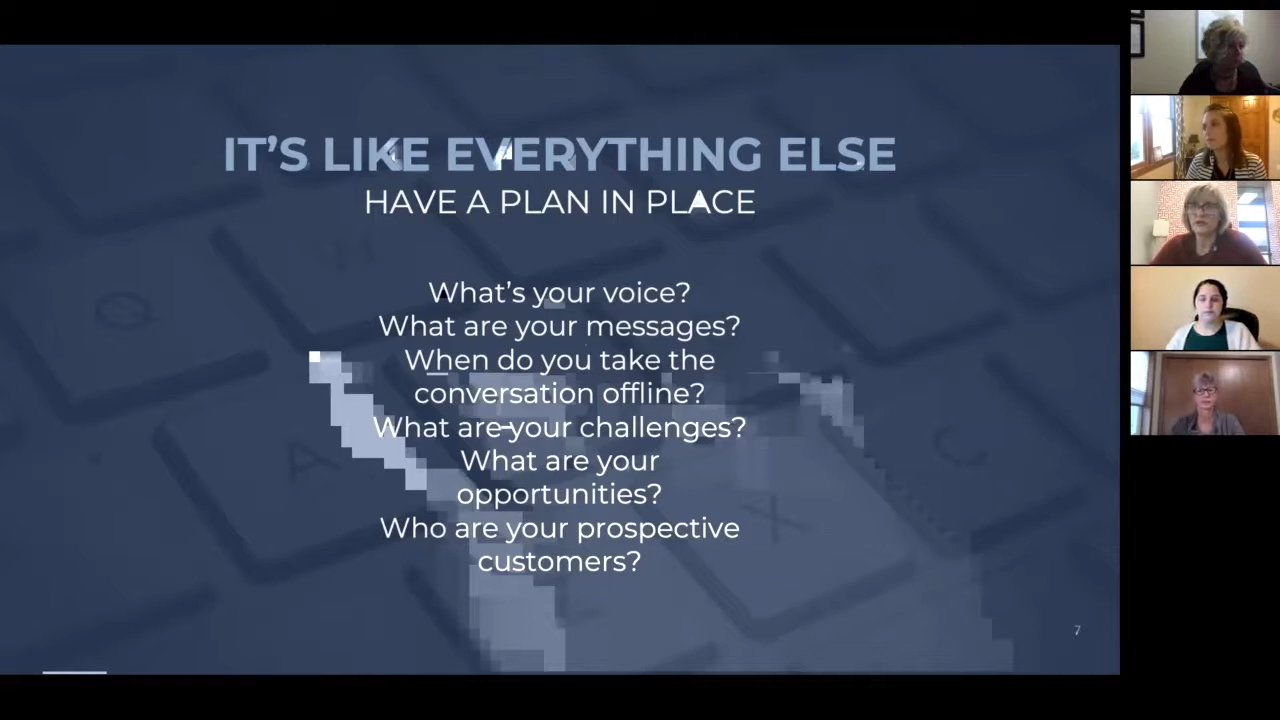 IT'S LIKE EVERYTHING ELSE
HAVE A PLAN IN PLACE
What's your voice?
What are your messages?
When do you take the
conversation offline?
What are your challenges?
What are your
opportunities?
Who are your prospective
customers?
Q
W
A
X
C
7